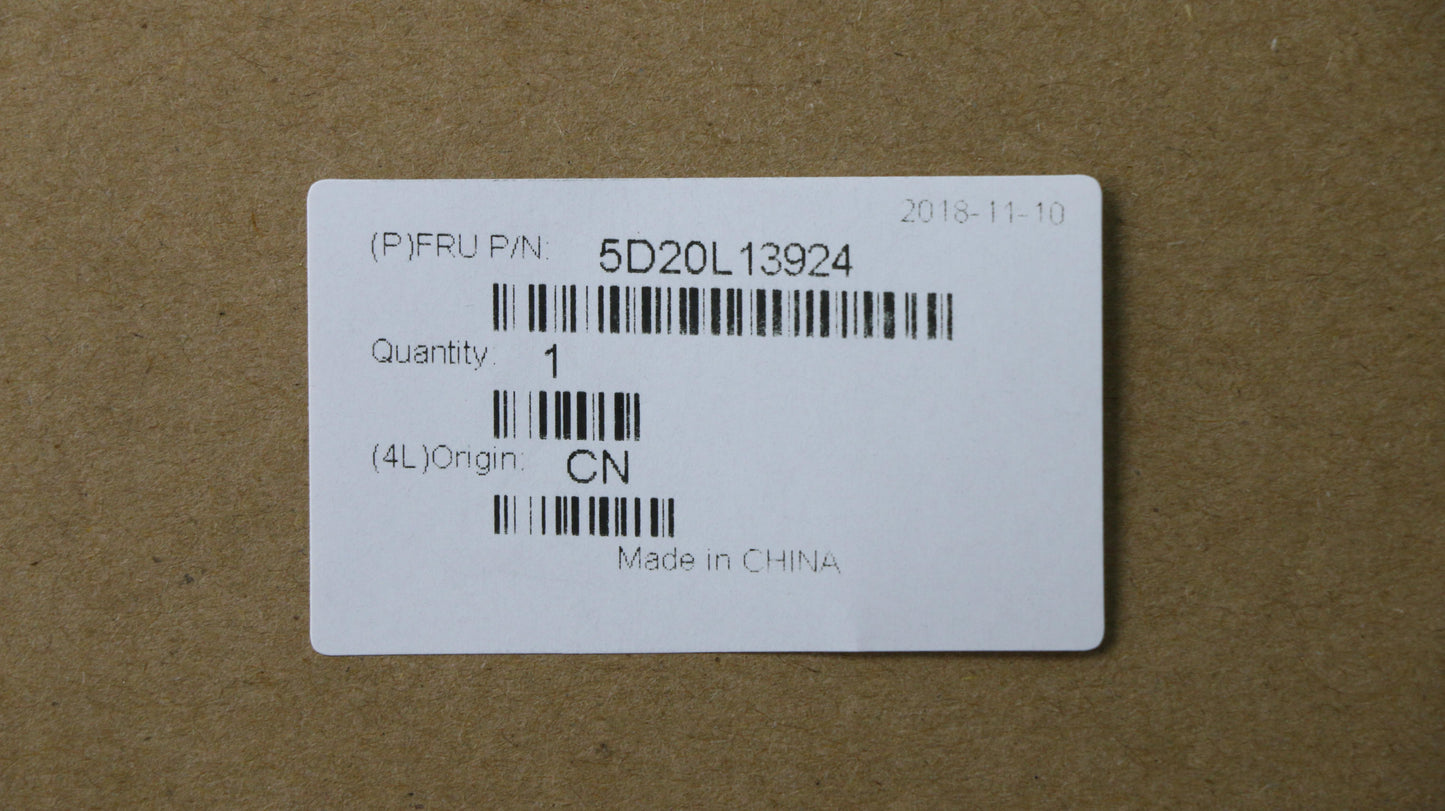 2018-11-10
(P)FRU P/N: 5D20L13924
Quantity: 1
(4L)Origin: CN
Made in CHINA